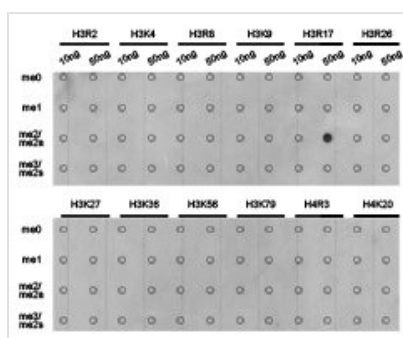 H3R2 H3K4 H3R8 H3K9 H3R17 H3R26
10ng 50ng 10ng 50ng 10ng 50ng 10ng 50ng 10ng 50ng 10ng 50ng
me0
me1
me2/
me2s
me3/
me2a
H3K27 H3K36 H3K56 H3K79 H4R3 H4K20
me0
me1
me2/
me2s
me3/
me2a